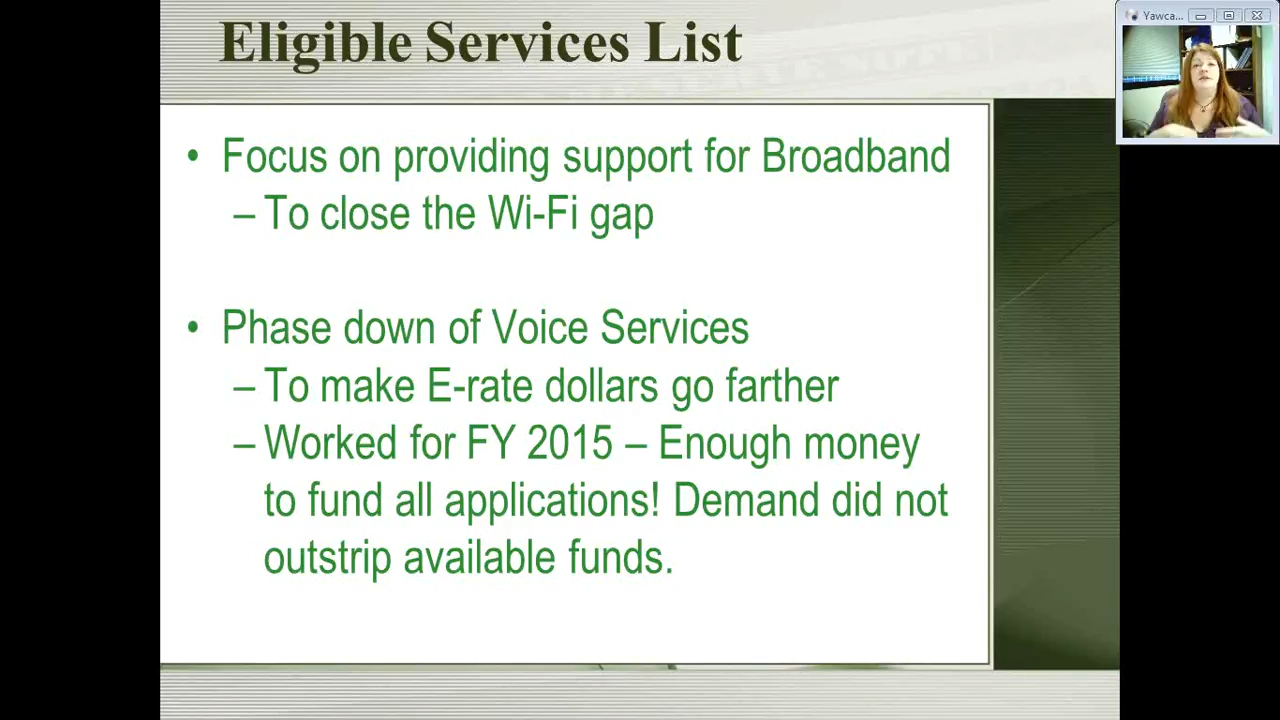 Eligible Services List
Yawca...
• Focus on providing support for Broadband
– To close the Wi-Fi gap
• Phase down of Voice Services
– To make E-rate dollars go farther
– Worked for FY 2015 – Enough money
to fund all applications! Demand did not
outstrip available funds.